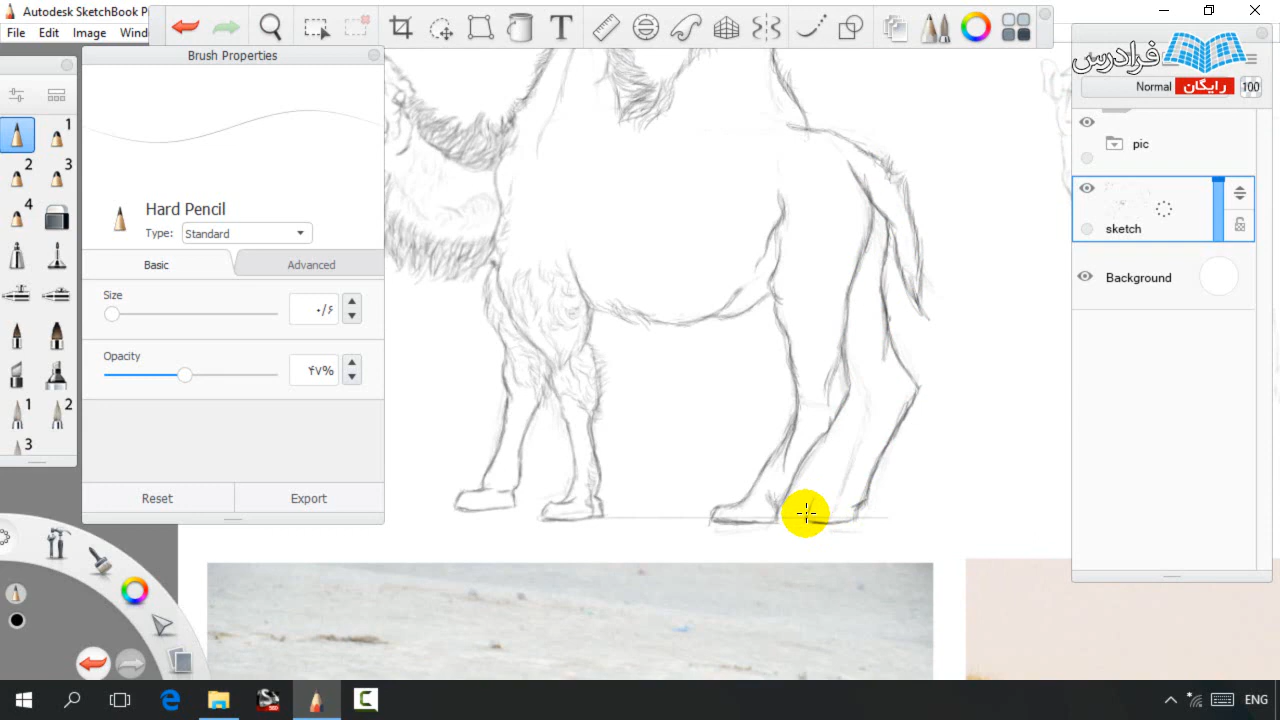 Autodesk SketchBook P
File Edit Image Wind
Brush Properties
فرادرس
رایگان
Normal
100
pic
1
2
3
4
Hard Pencil
Type: Standard
sketch
Basic
Advanced
Background
Size
۰/۶
Opacity
۴۷%
1
2
3
Reset
Export
T
ENG